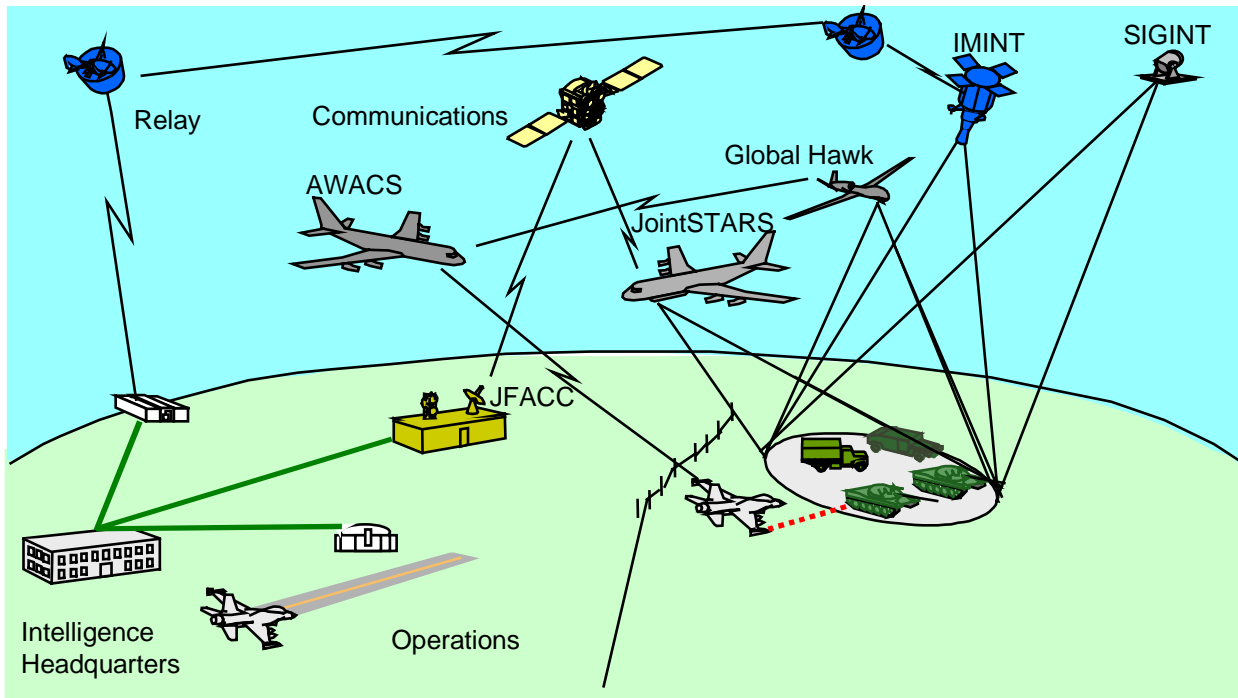 IMINT
SIGINT
Relay
Communications
Global Hawk
AWACS
JointSTARS
JFACC
Intelligence
Headquarters
Operations